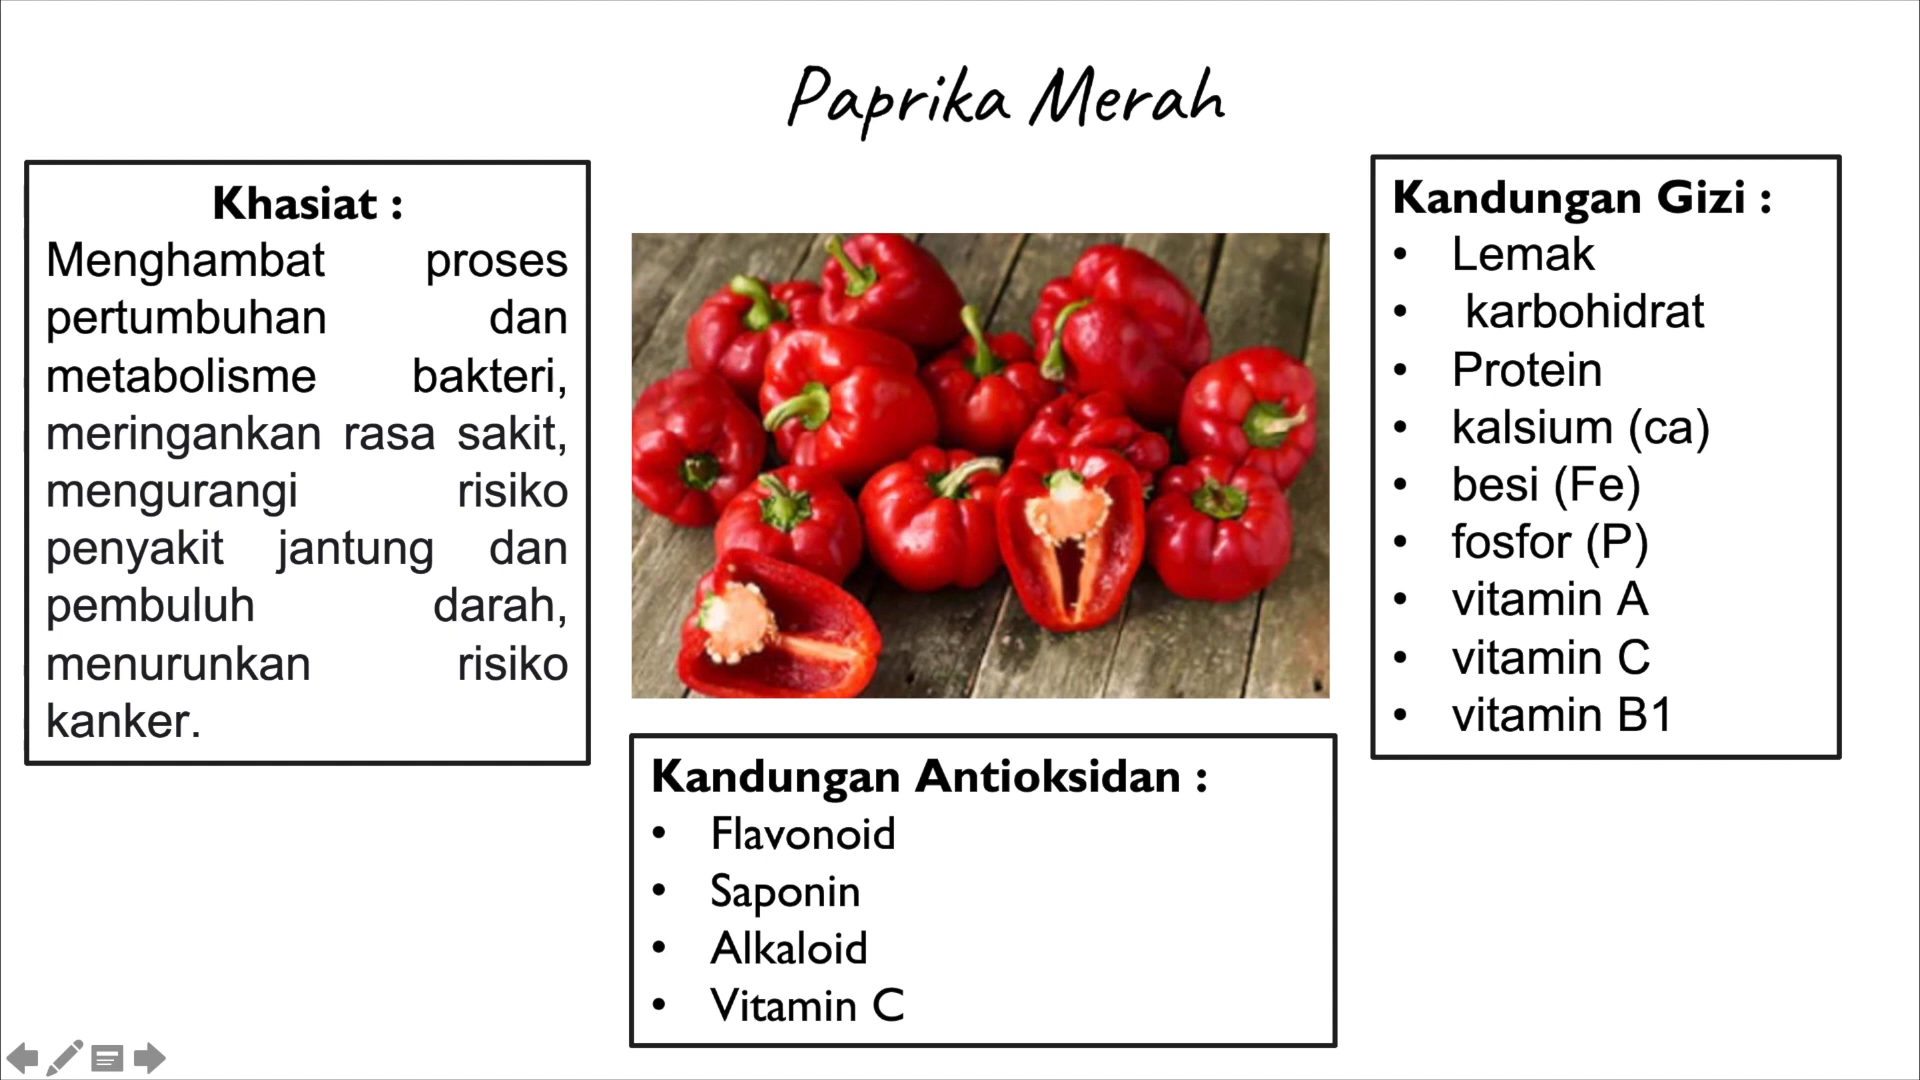 Paprika Merah
Khasiat :
Menghambat proses
pertumbuhan dan
metabolisme bakteri,
meringankan rasa sakit,
mengurangi risiko
penyakit jantung dan
pembuluh darah,
menurunkan risiko
kanker.
Kandungan Antioksidan :
• Flavonoid
• Saponin
• Alkaloid
• Vitamin C
Kandungan Gizi :
• Lemak
• karbohidrat
• Protein
• kalsium (ca)
• besi (Fe)
• fosfor (P)
• vitamin A
• vitamin C
• vitamin B1